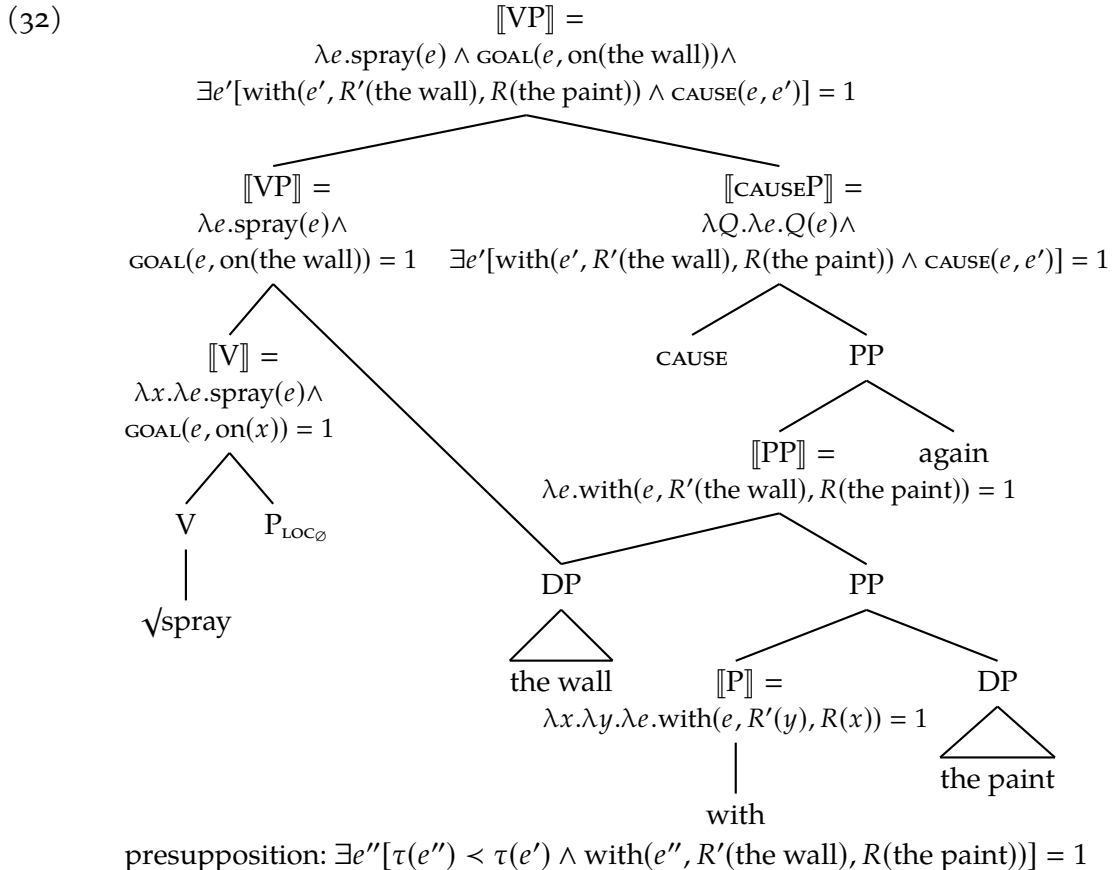 (32)
⟦VP⟧ =
λe.spray(e) ∧ GOAL(e, on(the wall))∧
∃e′[with(e′, R′(the wall), R(the paint)) ∧ CAUSE(e, e′)] = 1
⟦VP⟧ = ⟦CAUSEP⟧ =
λe.spray(e)∧ λQ.λe.Q(e)∧
GOAL(e, on(the wall)) = 1 ∃e′[with(e′, R′(the wall), R(the paint)) ∧ CAUSE(e, e′)] = 1
⟦V⟧ = CAUSE PP
λx.λe.spray(e)∧
GOAL(e, on(x)) = 1
⟦PP⟧ = again
λe.with(e, R′(the wall), R(the paint)) = 1
V P_LOC∅
DP PP
√spray
the wall ⟦P⟧ = DP
λx.λy.λe.with(e, R′(y), R(x)) = 1
the paint
with
presupposition: ∃e″[τ(e″) ≺ τ(e′) ∧ with(e″, R′(the wall), R(the paint))] = 1